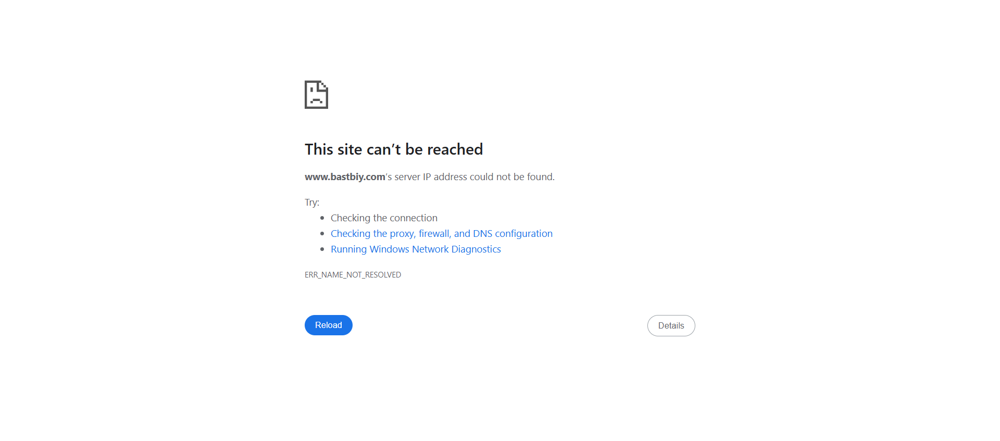 This site can’t be reached
www.bastbiy.com’s server IP address could not be found.
Try:
Checking the connection
Checking the proxy, firewall, and DNS configuration
Running Windows Network Diagnostics
ERR_NAME_NOT_RESOLVED
Reload
Details